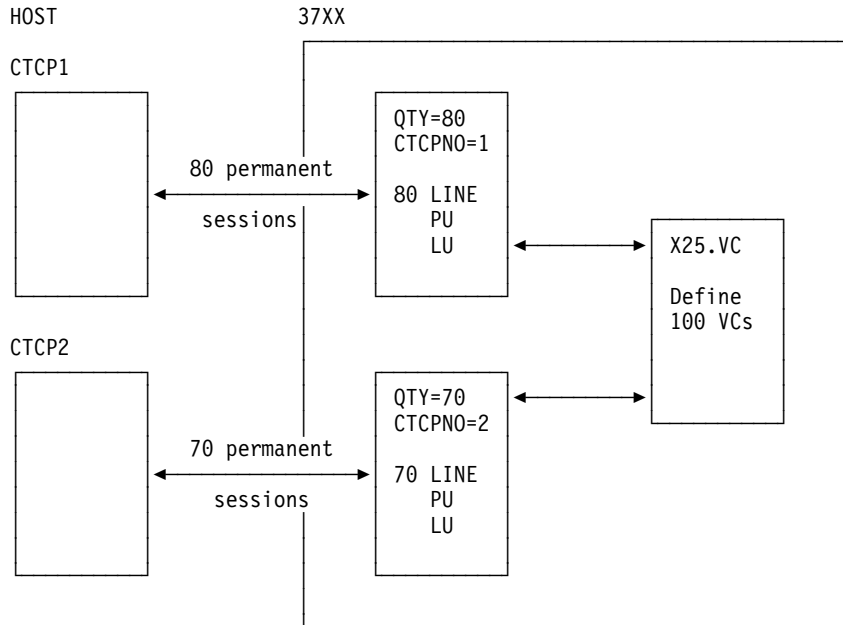 HOST
37XX
CTCP1
QTY=80
CTCPNO=1
80 LINE
PU
LU
80 permanent
sessions
X25.VC
Define
100 VCs
CTCP2
QTY=70
CTCPNO=2
70 LINE
PU
LU
70 permanent
sessions